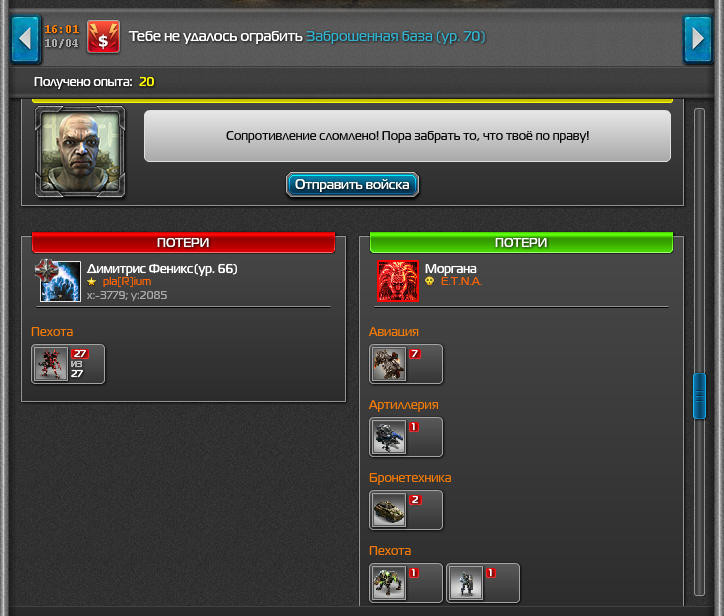 16:01
10/04
$
Тебе не удалось ограбить Заброшенная база (ур. 70)
Получено опыта: 20
Сопротивление сломлено! Пора забрать то, что твоё по праву!
Отправить войска
ПОТЕРИ
Димитрис Феникс(ур. 66)
pla[R]ium
x:-3779; y:2085
Пехота
27
из
27
ПОТЕРИ
Моргана
E.T.N.A.
Авиация
7
Артиллерия
1
Бронетехника
2
Пехота
1
1